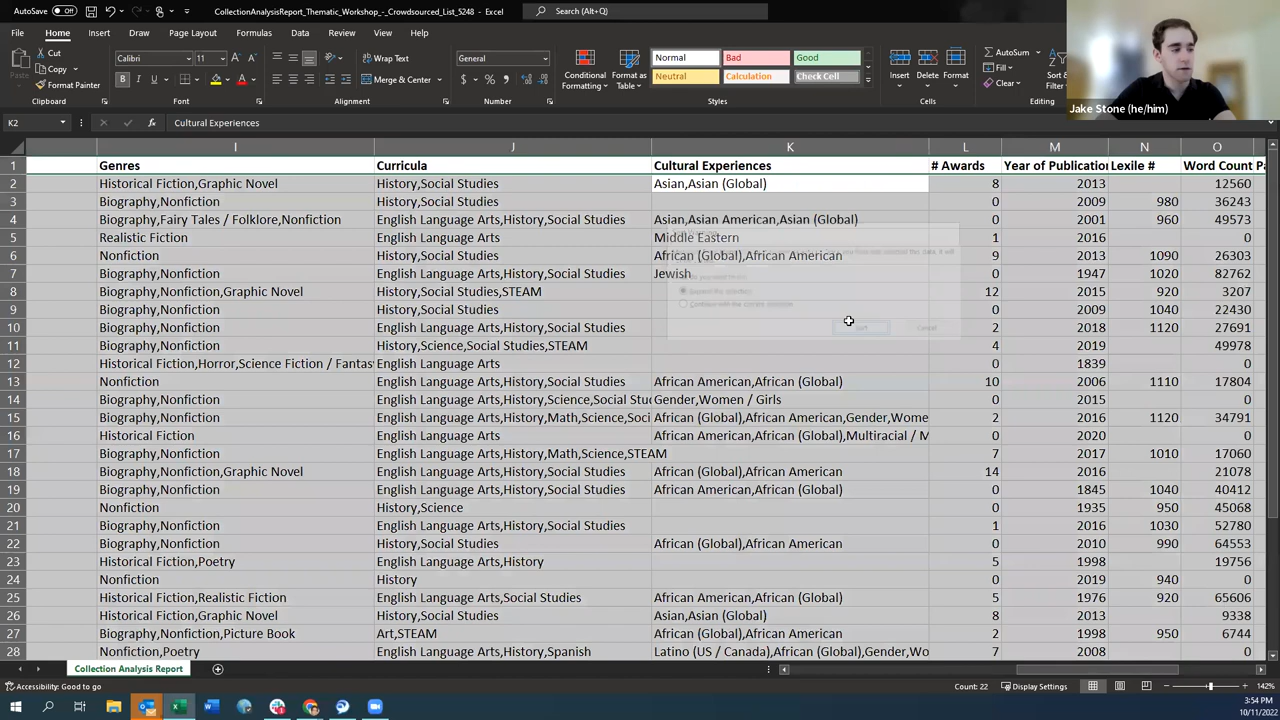 AutoSave Off CollectionAnalysisReport_Thematic_Workshop_-_Crowdsourced_List_5248 - Excel Search (Alt+Q)
File Home Insert Draw Page Layout Formulas Data Review View Help
Cut Calibri 11 Wrap Text General Normal Bad Good AutoSum
Copy Fill
Paste Format Painter Merge & Center Conditional Formatting Format as Table Neutral Calculation Check Cell Insert Delete Format Clear
Clipboard Font Alignment Number Styles Cells Editing
Jake Stone (he/him)
K2 Cultural Experiences
I J K L M N O
1 Genres Curricula Cultural Experiences # Awards Year of Publication Lexile # Word Count Pa
2 Historical Fiction,Graphic Novel History,Social Studies Asian,Asian (Global) 8 2013 12560
3 Biography,Nonfiction History,Social Studies 0 2009 980 36243
4 Biography,Fairy Tales / Folklore,Nonfiction English Language Arts,History,Social Studies Asian,Asian American,Asian (Global) 0 2001 960 49573
5 Realistic Fiction English Language Arts Middle Eastern 1 2016 0
6 Nonfiction English Language Arts,History,Social Studies African (Global),African American 9 2013 1090 26303
7 Biography,Nonfiction English Language Arts,History,Social Studies Jewish 0 1947 1020 82762
8 Biography,Nonfiction,Graphic Novel History,Social Studies,STEAM 12 2015 920 3207
9 Biography,Nonfiction History,Social Studies 0 2009 1040 22430
10 Biography,Nonfiction English Language Arts,History,Social Studies 2 2018 1120 27691
11 Biography,Nonfiction History,Science,Social Studies,STEAM 4 2019 49978
12 Historical Fiction,Horror,Science Fiction / Fantas English Language Arts 0 1839 0
13 Nonfiction English Language Arts,History,Social Studies African American,African (Global) 10 2006 1110 17804
14 Biography,Nonfiction English Language Arts,History,Science,Social Stu Gender,Women / Girls 0 2015 0
15 Biography,Nonfiction English Language Arts,History,Math,Science,Soci African (Global),African American,Gender,Wome 2 2016 1120 34791
16 Historical Fiction English Language Arts African American,African (Global),Multiracial / M 0 2020 0
17 Biography,Nonfiction English Language Arts,History,Math,Science,STEAM 7 2017 1010 17060
18 Biography,Nonfiction,Graphic Novel English Language Arts,History,Social Studies African (Global),African American 14 2016 21078
19 Biography,Nonfiction English Language Arts,History,Social Studies African American,African (Global) 0 1845 1040 40412
20 Nonfiction History,Science 0 1935 950 45068
21 Biography,Nonfiction English Language Arts,History,Social Studies 1 2016 1030 52780
22 Biography,Nonfiction History,Social Studies African (Global),African American 0 2010 990 64553
23 Historical Fiction,Poetry English Language Arts,History 5 1998 19756
24 Nonfiction History 0 2019 940 0
25 Historical Fiction,Realistic Fiction English Language Arts,Social Studies African American,African (Global) 5 1976 920 65606
26 Historical Fiction,Graphic Novel History,Social Studies Asian,Asian (Global) 8 2013 9338
27 Biography,Nonfiction,Picture Book Art,STEAM African (Global),African American 2 1998 950 6744
28 Nonfiction,Poetry English Language Arts,History,Spanish Latino (US / Canada),African (Global),Gender,Wo 7 2008 0
Collection Analysis Report
Accessibility: Good to go Count: 22 Display Settings 142%
3:54 PM
10/11/2022